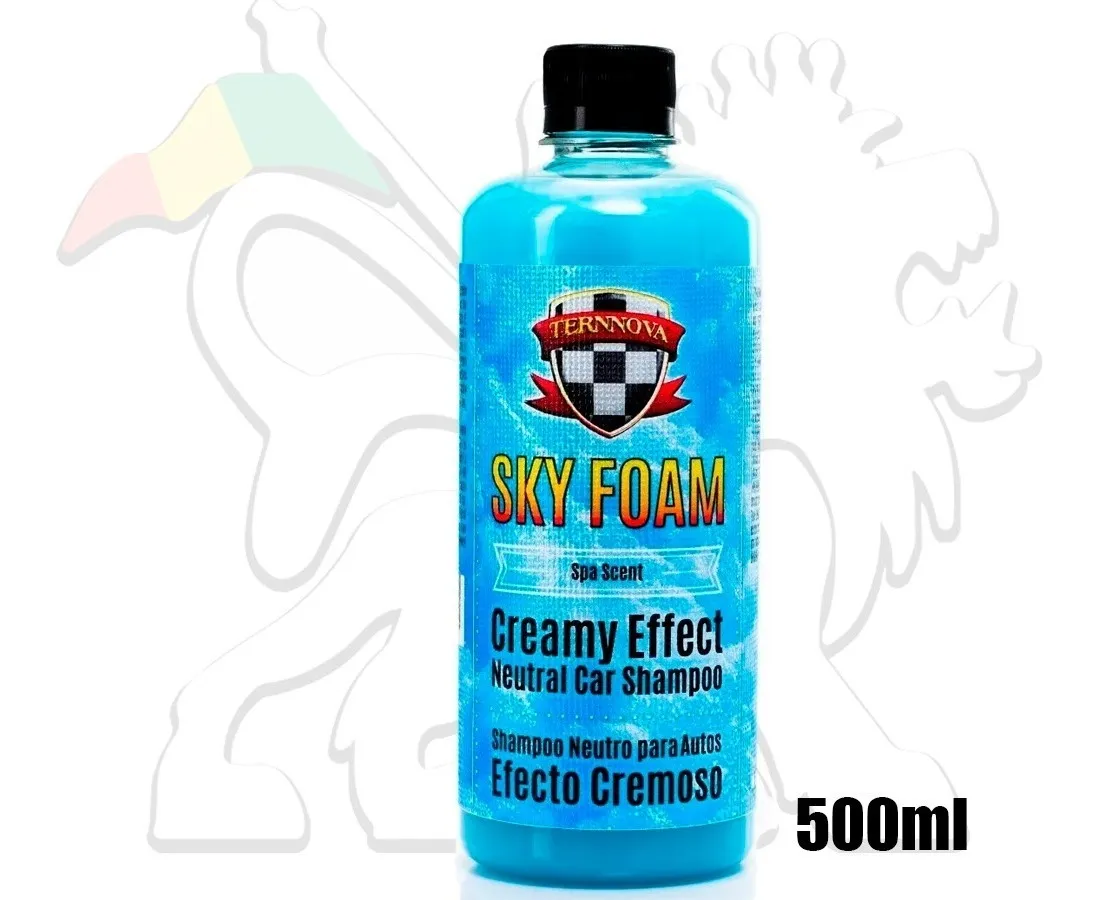 TERNNOVA
SKY FOAM
Spa Scent
Creamy Effect
Neutral Car Shampoo
Shampoo Neutro para Autos
Efecto Cremoso
500ml